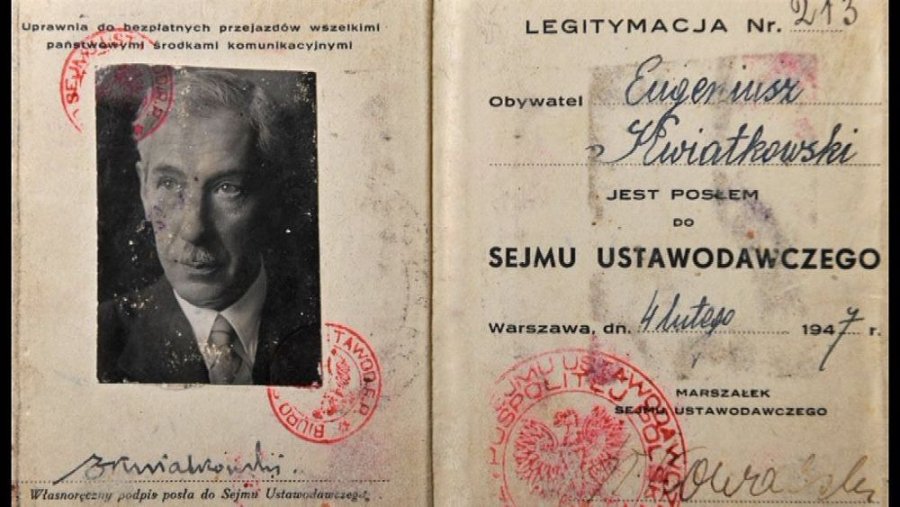 Uprawnia do bezpłatnych przejazdów wszelkimi
państwowymi środkami komunikacyjnymi
EKwiatkowski.
Własnoręczny podpis posła do Sejmu Ustawodawczego
LEGITYMACJA Nr. 213
Obywatel Eugeniusz
Kwiatkowski
JEST POSŁEM
DO
SEJMU USTAWODAWCZEGO
Warszawa, dn. 4 lutego 1947 r.
MARSZAŁEK
SEJMU USTAWODAWCZEGO